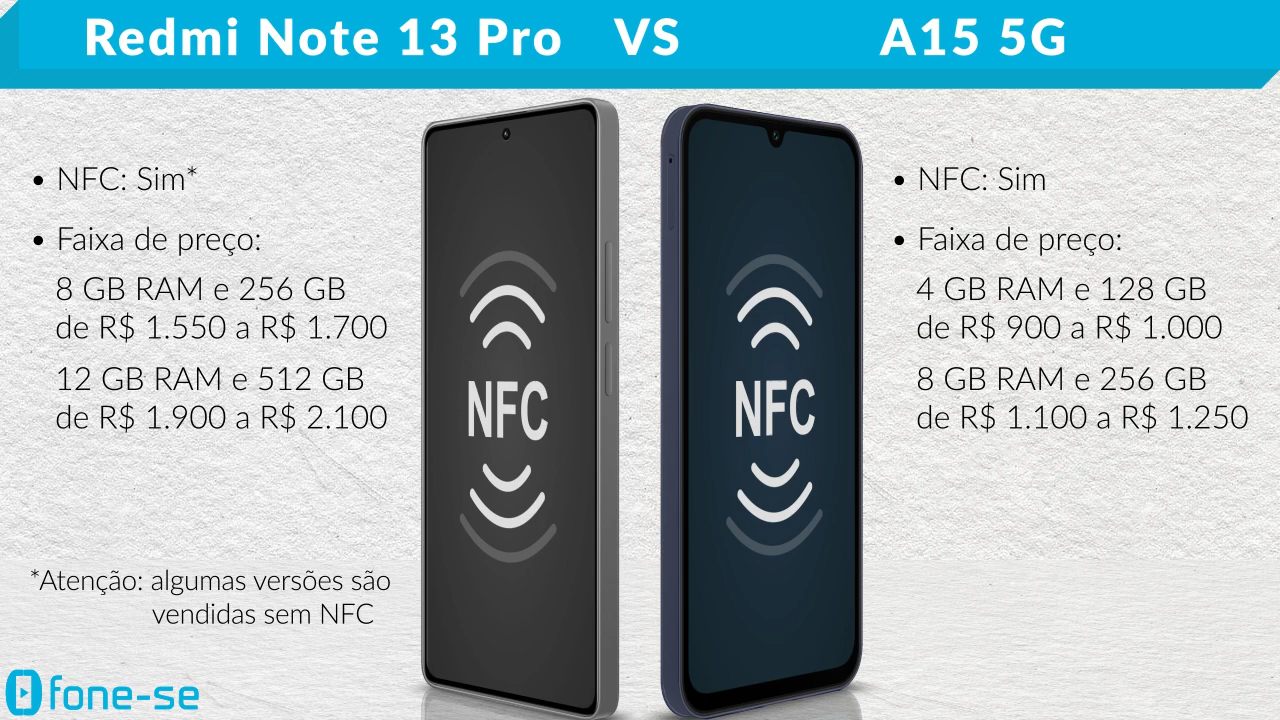 Redmi Note 13 Pro VS A15 5G
• NFC: Sim*
• Faixa de preço:
8 GB RAM e 256 GB
de R$ 1.550 a R$ 1.700
12 GB RAM e 512 GB
de R$ 1.900 a R$ 2.100
*Atenção: algumas versões são
vendidas sem NFC
NFC
NFC
• NFC: Sim
• Faixa de preço:
4 GB RAM e 128 GB
de R$ 900 a R$ 1.000
8 GB RAM e 256 GB
de R$ 1.100 a R$ 1.250
fone-se